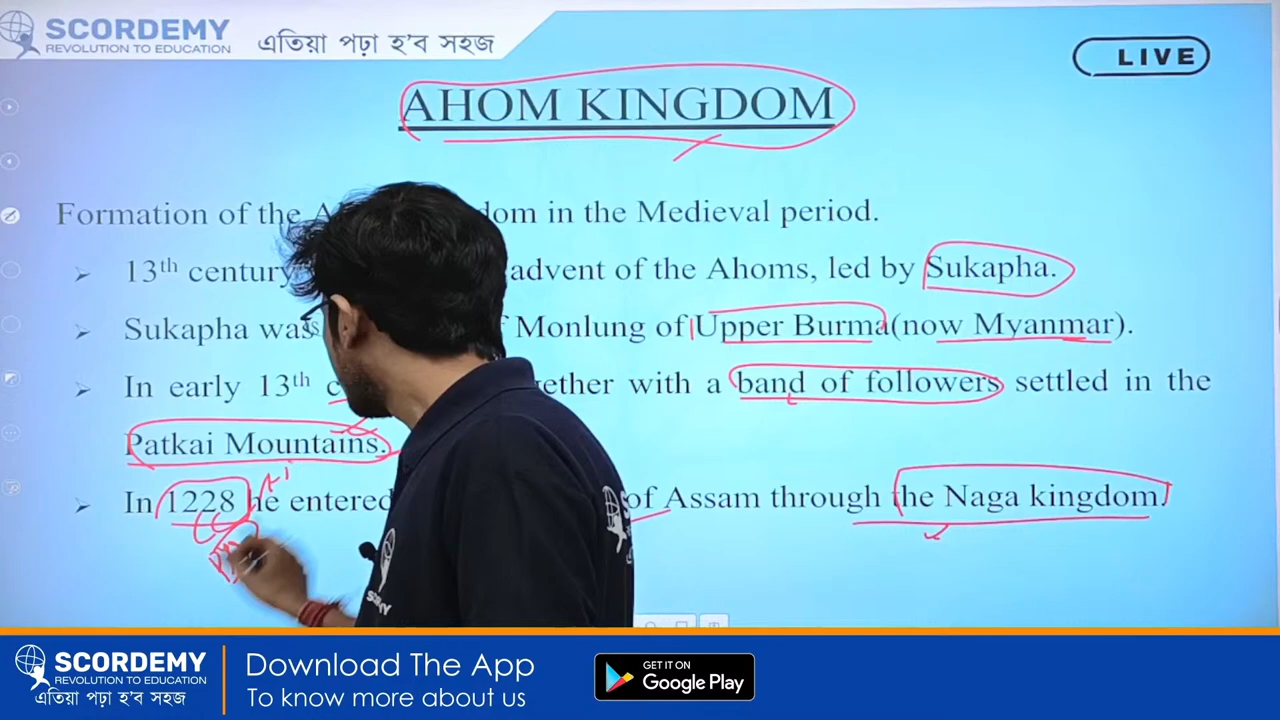 SCORDEMY
REVOLUTION TO EDUCATION
এতিয়া পঢ়া হ'ব সহজ
LIVE
AHOM KINGDOM
Formation of the A dom in the Medieval period.
➢ 13th century advent of the Ahoms, led by Sukapha.
➢ Sukapha was f Monlung of Upper Burma(now Myanmar).
➢ In early 13th c ether with a band of followers settled in the
Patkai Mountains.
➢ In 1228 he entered of Assam through the Naga kingdom.
SCORDEMY
REVOLUTION TO EDUCATION
এতিয়া পঢ়া হ'ব সহজ
Download The App
To know more about us
GET IT ON
Google Play